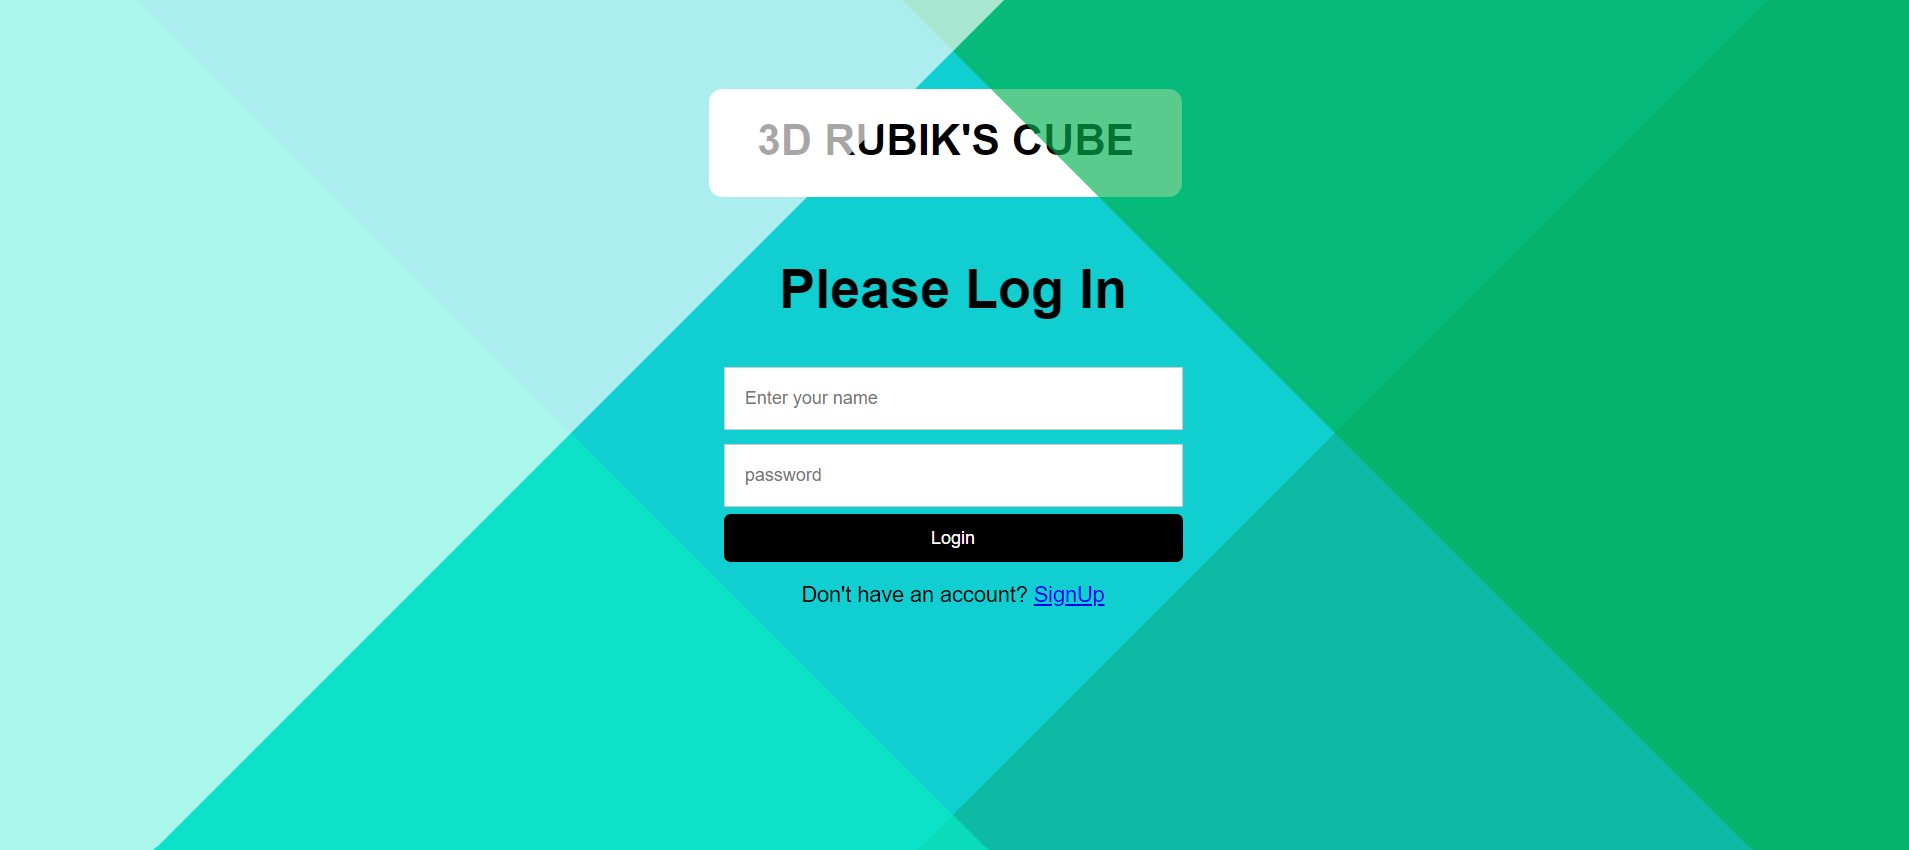 3D RUBIK'S CUBE
Please Log In
Enter your name
password
Login
Don't have an account? SignUp